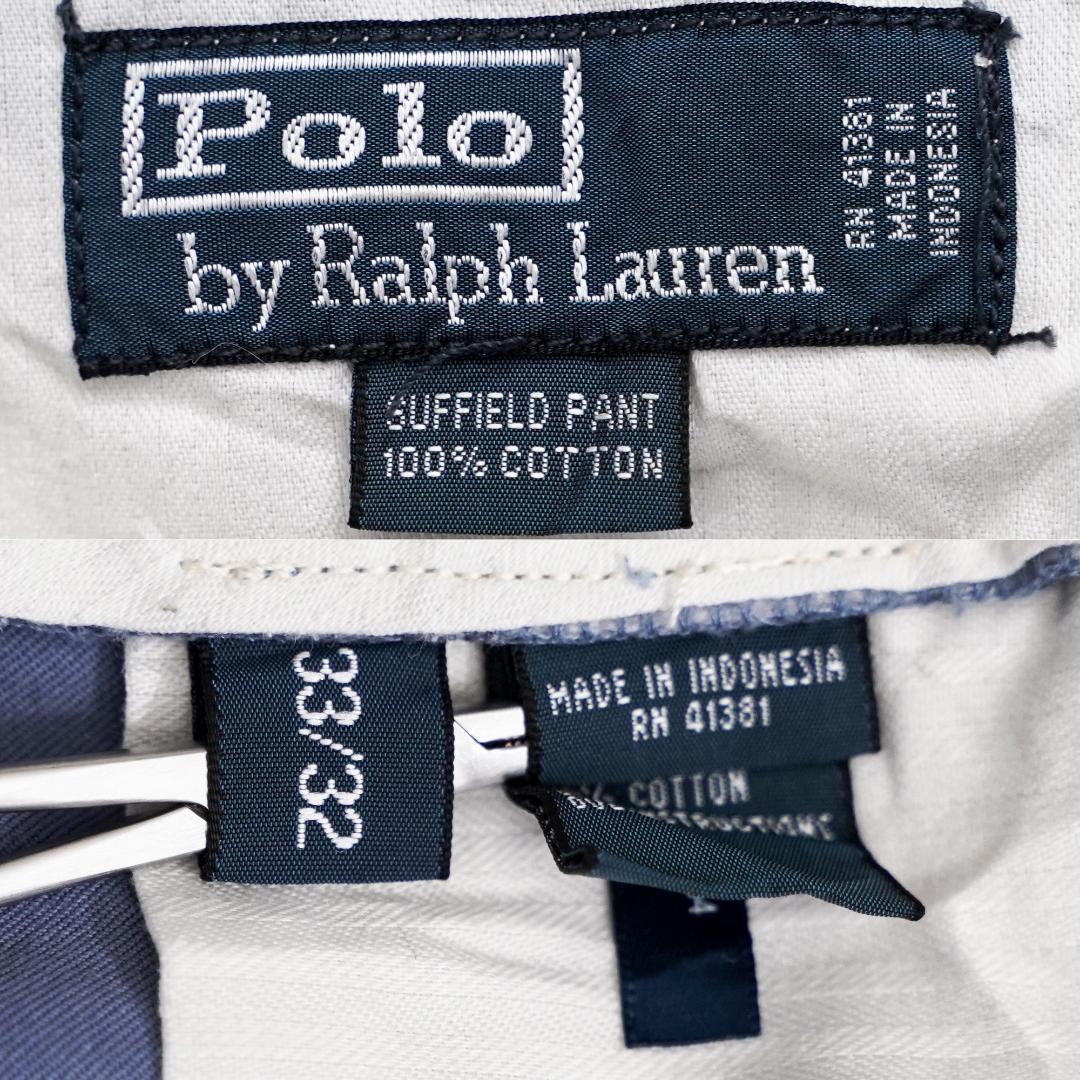 Polo
by Ralph Lauren
RN 41381
MADE IN
INDONESIA
SUFFIELD PANT
100% COTTON
33/32
MADE IN INDONESIA
RN 41381
% COTTON